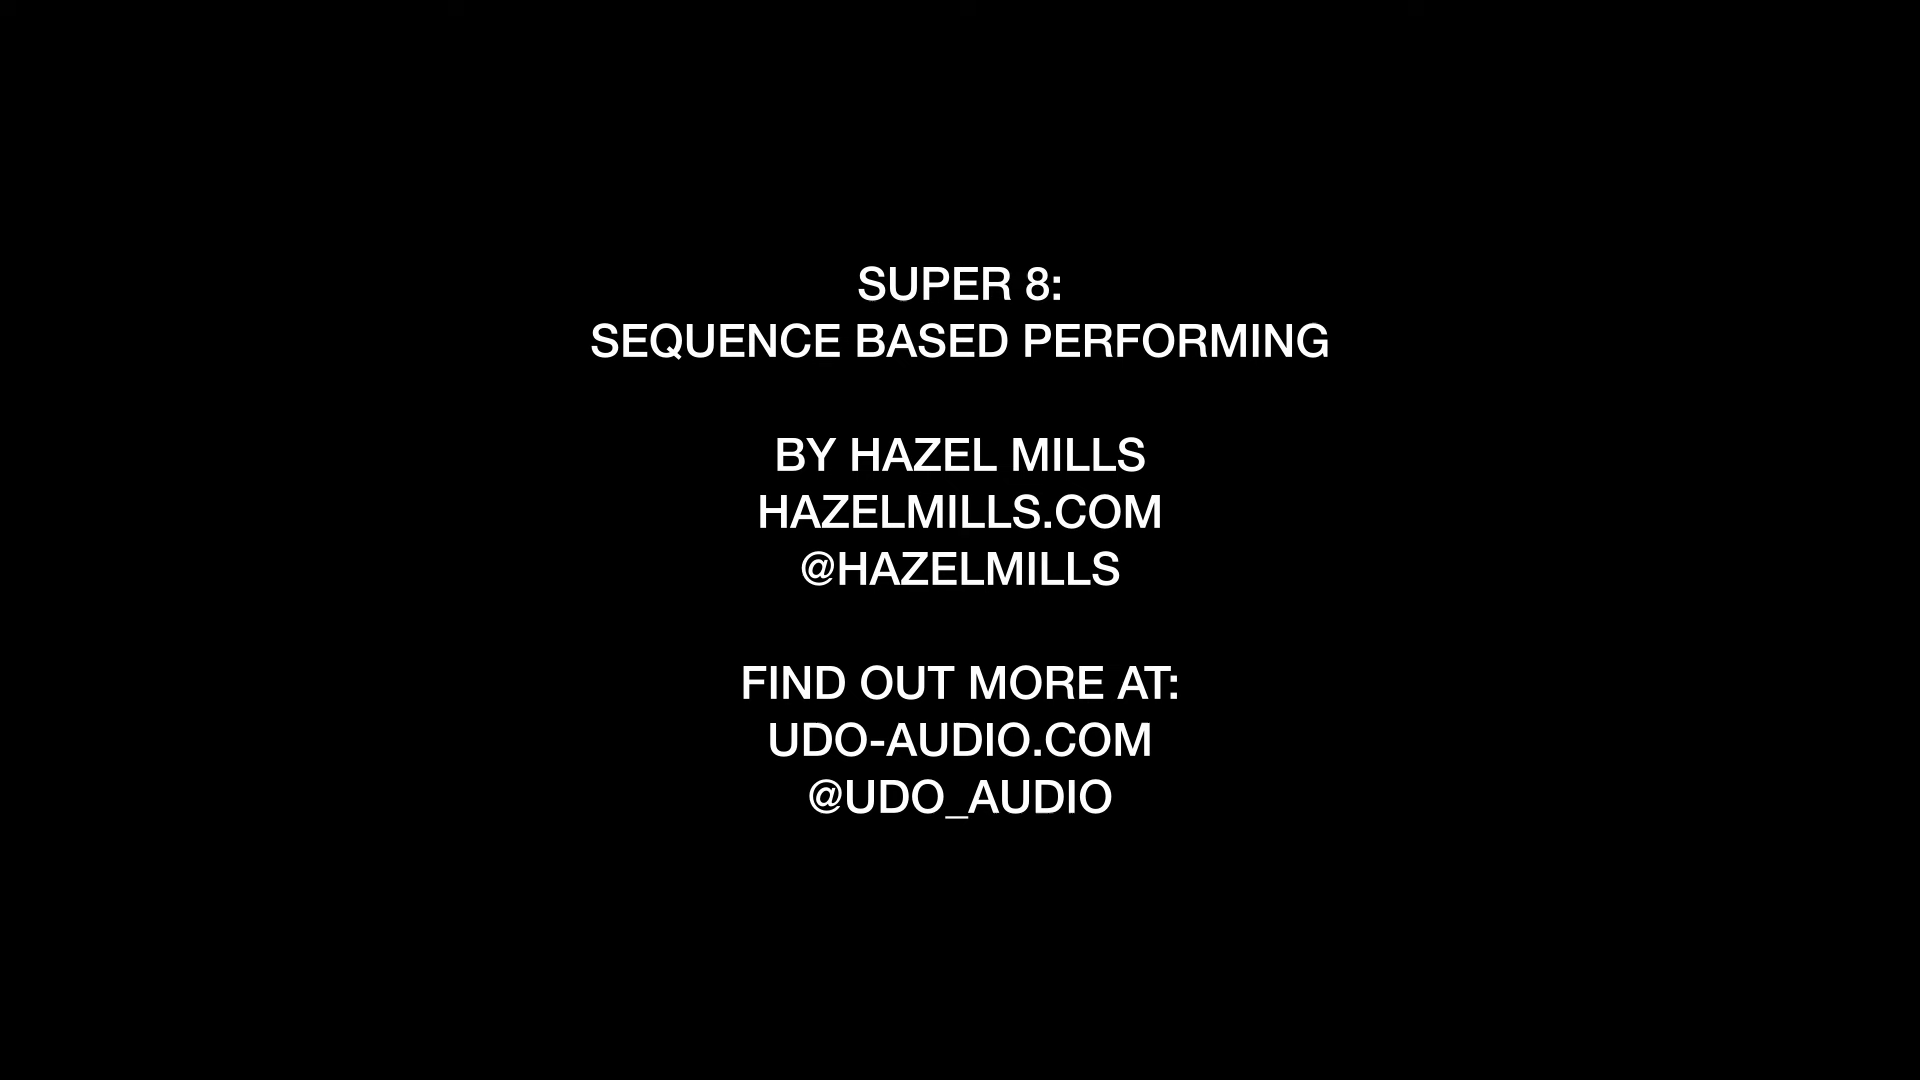 SUPER 8:
SEQUENCE BASED PERFORMING
BY HAZEL MILLS
HAZELMILLS.COM
@HAZELMILLS
FIND OUT MORE AT:
UDO-AUDIO.COM
@UDO_AUDIO